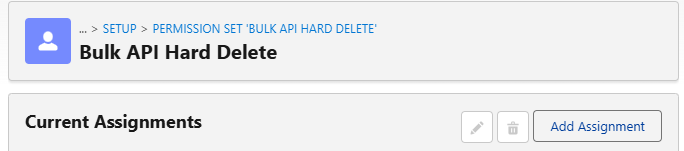 ... > SETUP > PERMISSION SET 'BULK API HARD DELETE'
Bulk API Hard Delete
Current Assignments
Add Assignment